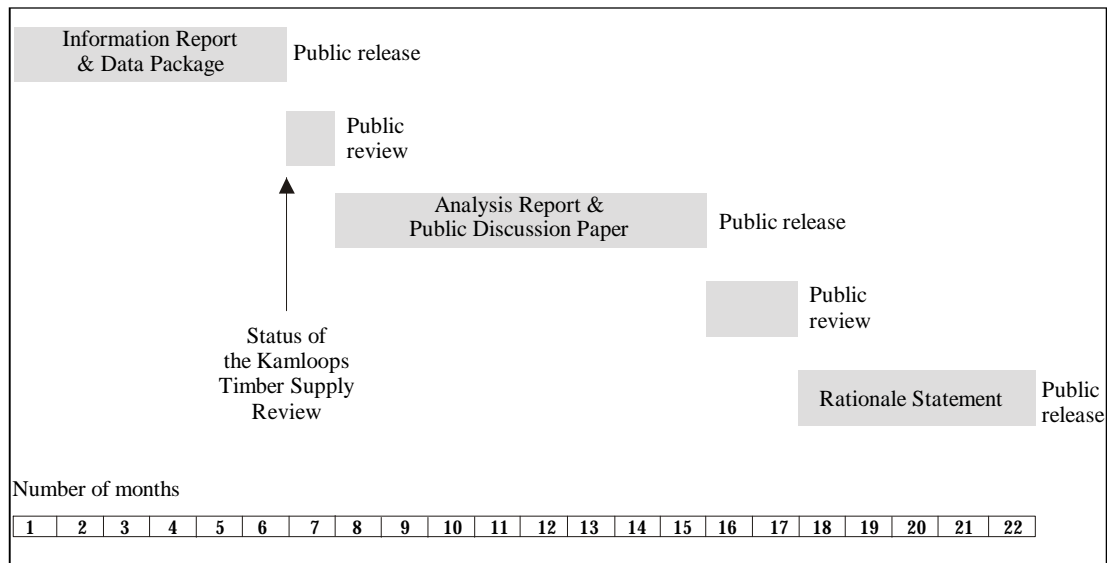 Information Report
& Data Package
Public release
Public
review
Analysis Report &
Public Discussion Paper
Public release
Public
review
Status of
the Kamloops
Timber Supply
Review
Rationale Statement
Public
release
Number of months
1 2 3 4 5 6 7 8 9 10 11 12 13 14 15 16 17 18 19 20 21 22